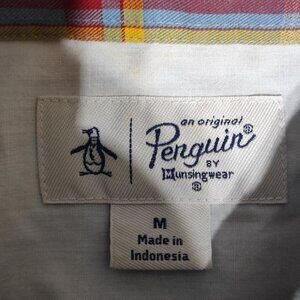 an original
Penguin®
BY
Munsingwear
®
M
Made in
Indonesia